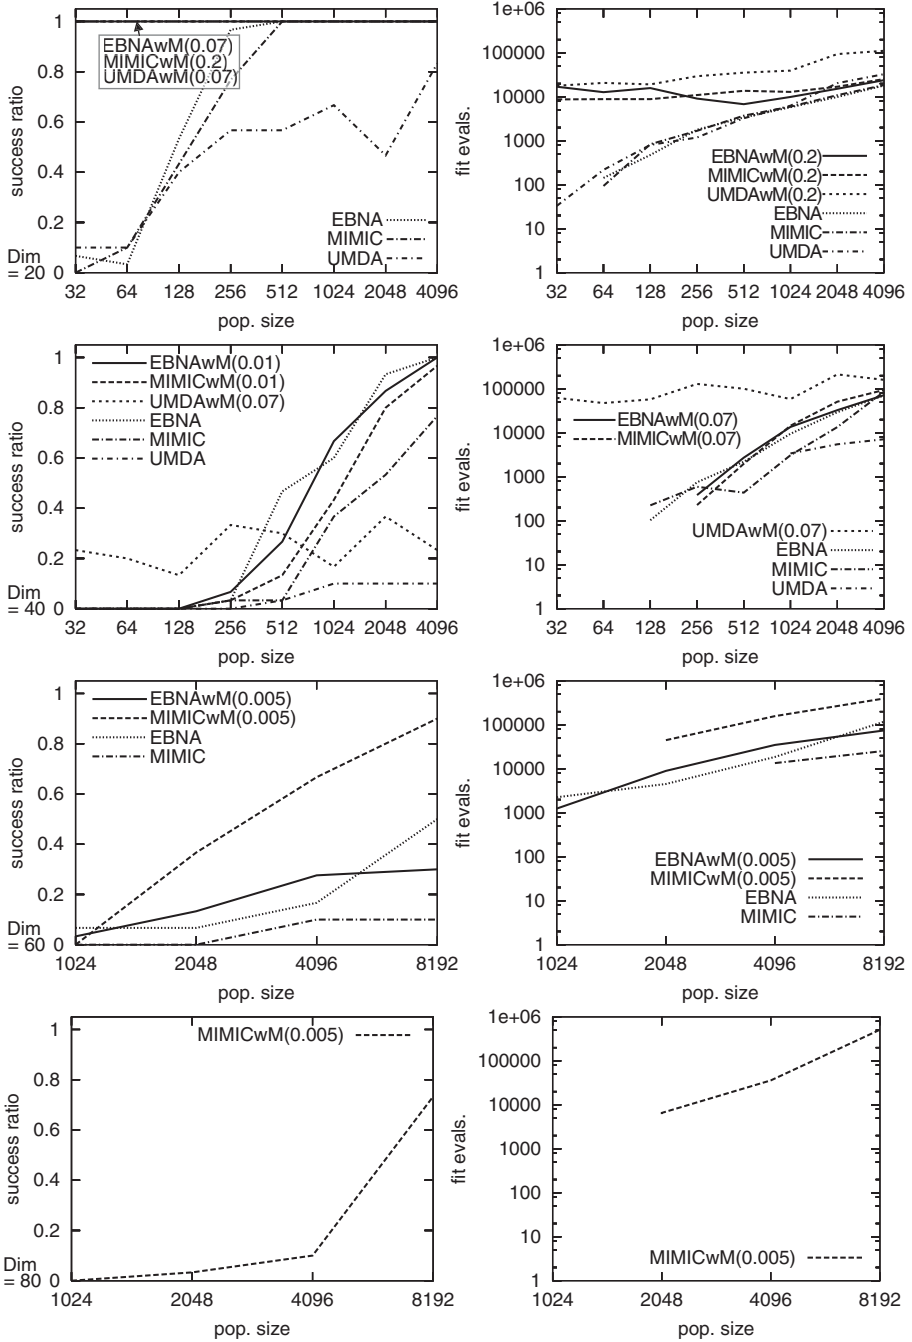 1
0.8
0.6
0.4
0.2
0
success ratio
Dim
= 20
EBNAwM(0.07)
MIMICwM(0.2)
UMDAwM(0.07)
EBNA
MIMIC
UMDA
32 64 128 256 512 1024 2048 4096
pop. size
1e+06
100000
10000
1000
100
10
1
fit evals.
EBNAwM(0.2)
MIMICwM(0.2)
UMDAwM(0.2)
EBNA
MIMIC
UMDA
32 64 128 256 512 1024 2048 4096
pop. size
1
0.8
0.6
0.4
0.2
0
success ratio
Dim
= 40
EBNAwM(0.01)
MIMICwM(0.01)
UMDAwM(0.07)
EBNA
MIMIC
UMDA
32 64 128 256 512 1024 2048 4096
pop. size
1e+06
100000
10000
1000
100
10
1
fit evals.
EBNAwM(0.07)
MIMICwM(0.07)
UMDAwM(0.07)
EBNA
MIMIC
UMDA
32 64 128 256 512 1024 2048 4096
pop. size
1
0.8
0.6
0.4
0.2
0
success ratio
Dim
= 60
EBNAwM(0.005)
MIMICwM(0.005)
EBNA
MIMIC
1024 2048 4096 8192
pop. size
1e+06
100000
10000
1000
100
10
1
fit evals.
EBNAwM(0.005)
MIMICwM(0.005)
EBNA
MIMIC
1024 2048 4096 8192
pop. size
1
0.8
0.6
0.4
0.2
0
success ratio
Dim
= 80
MIMICwM(0.005)
1024 2048 4096 8192
pop. size
1e+06
100000
10000
1000
100
10
1
fit evals.
MIMICwM(0.005)
1024 2048 4096 8192
pop. size